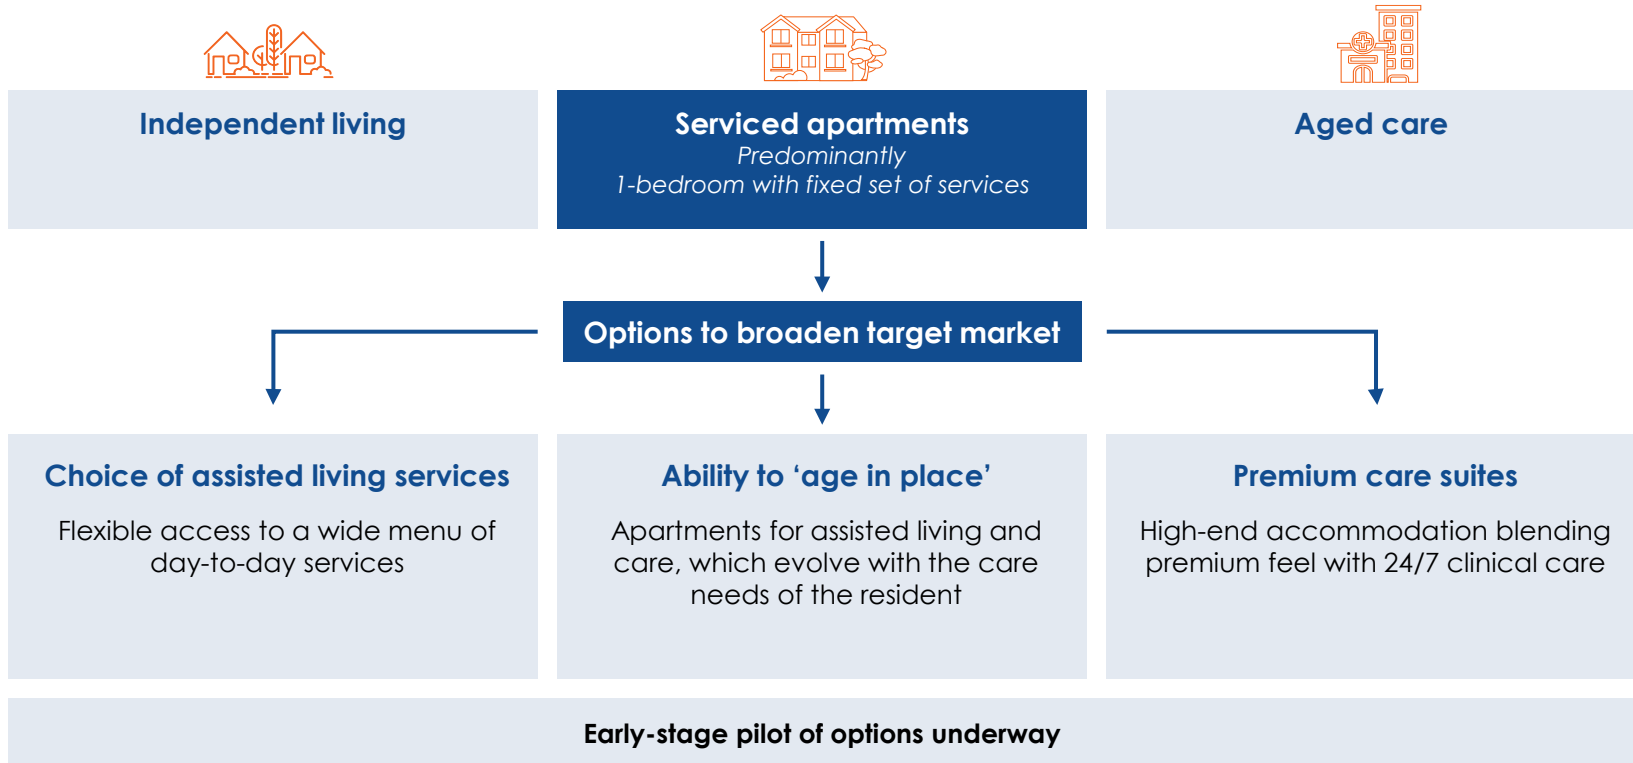 Independent living
Serviced apartments
Predominantly
1-bedroom with fixed set of services
Aged care
Options to broaden target market
Choice of assisted living services
Flexible access to a wide menu of
day-to-day services
Ability to ‘age in place’
Apartments for assisted living and
care, which evolve with the care
needs of the resident
Premium care suites
High-end accommodation blending
premium feel with 24/7 clinical care
Early-stage pilot of options underway